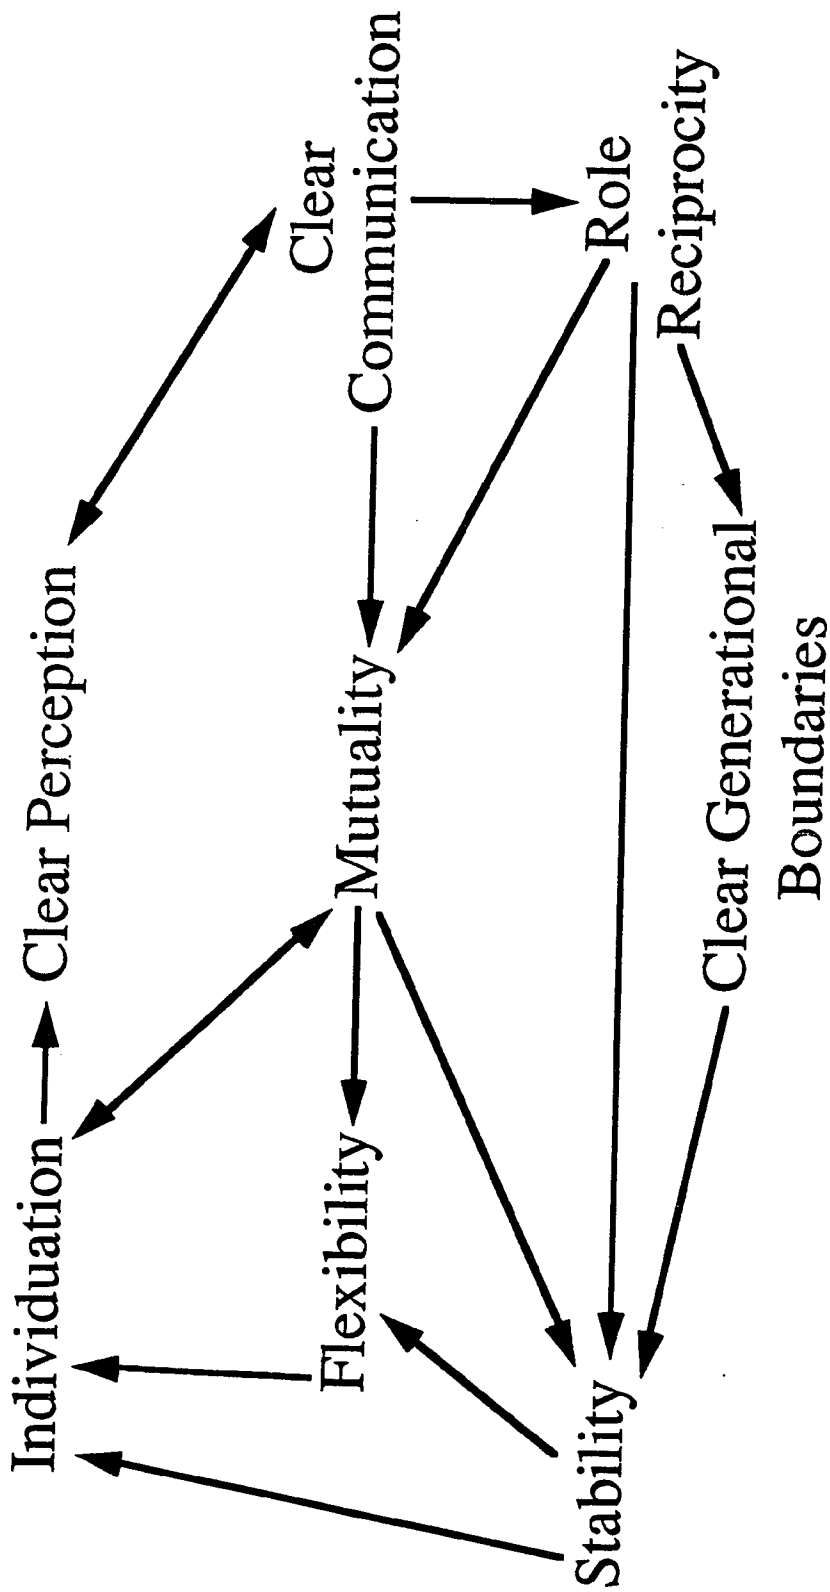 Individuation
Clear Perception
Clear
Communication
Flexibility
Mutuality
Stability
Role
Reciprocity
Clear Generational
Boundaries